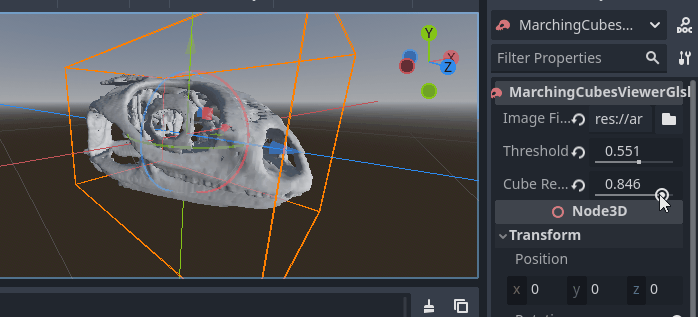 MarchingCubes...
DOC
Filter Properties
Y
X
Z
MarchingCubesViewerGlsl
Image Fi...
res://ar
Threshold
0.551
Cube Re...
0.846
Node3D
Transform
Position
x 0 y 0 z 0